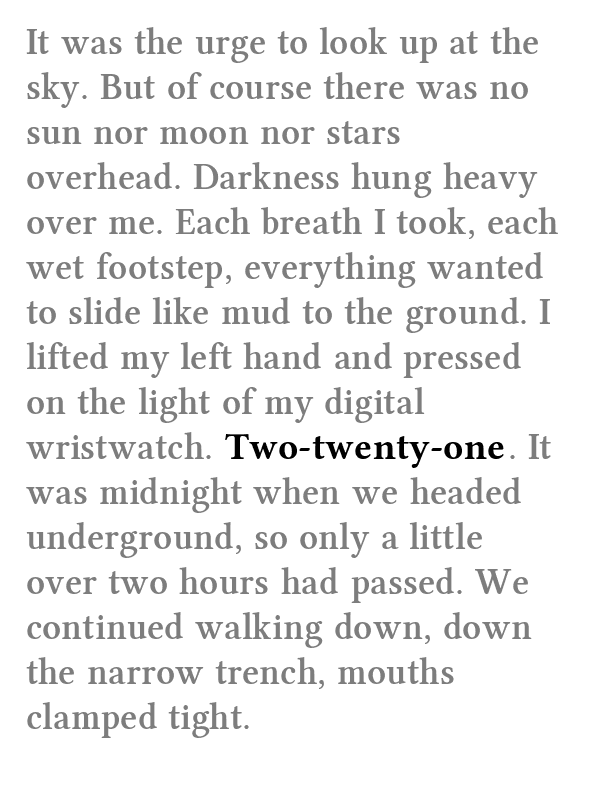 It was the urge to look up at the
sky. But of course there was no
sun nor moon nor stars
overhead. Darkness hung heavy
over me. Each breath I took, each
wet footstep, everything wanted
to slide like mud to the ground. I
lifted my left hand and pressed
on the light of my digital
wristwatch. Two-twenty-one. It
was midnight when we headed
underground, so only a little
over two hours had passed. We
continued walking down, down
the narrow trench, mouths
clamped tight.